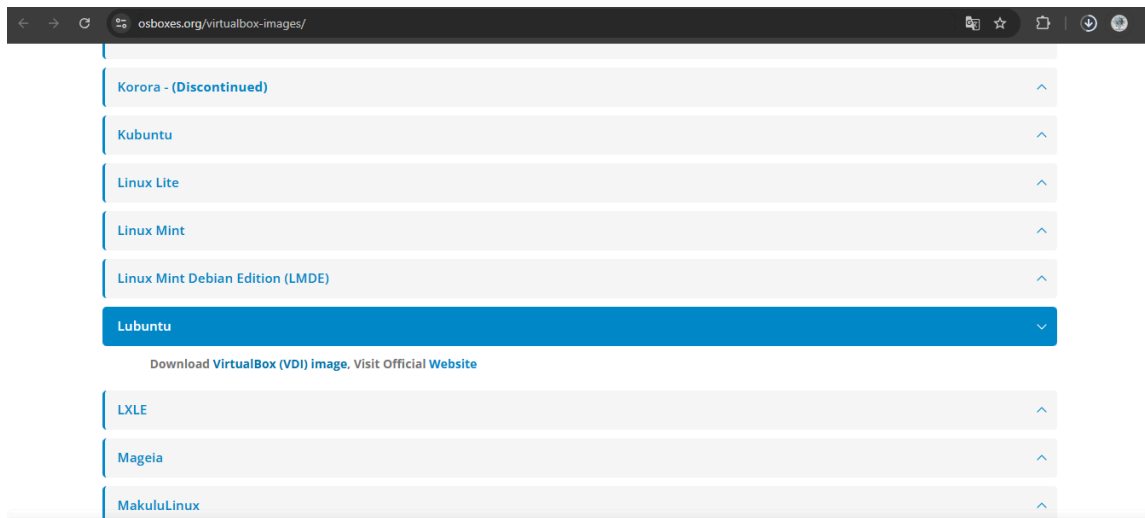 osboxes.org/virtualbox-images/
Korora - (Discontinued)
Kubuntu
Linux Lite
Linux Mint
Linux Mint Debian Edition (LMDE)
Lubuntu
Download VirtualBox (VDI) image, Visit Official Website
LXLE
Mageia
MakuluLinux